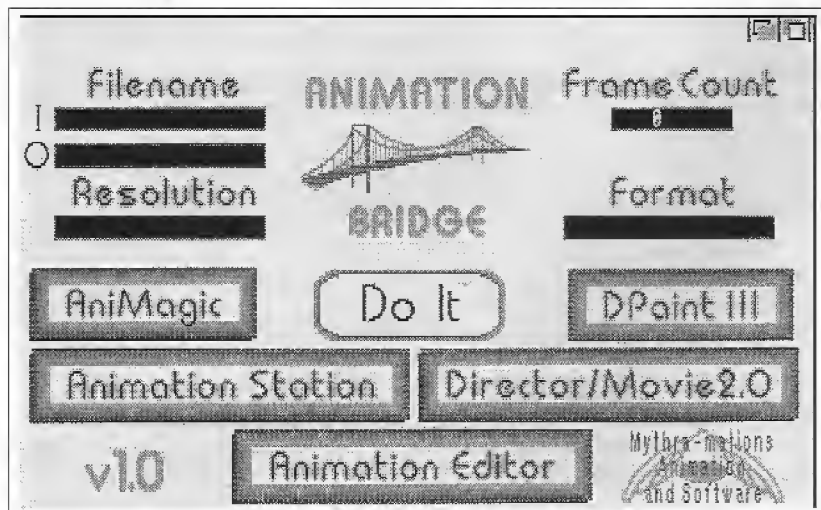 Filename
ANIMATION
Frame Count
I
0
O
Resolution
BRIDGE
Format
AniMagic
Do It
DPaint III
Animation Station
Director/Movie2.0
v1.0
Animation Editor
Mythra-mations
Animation
and Software